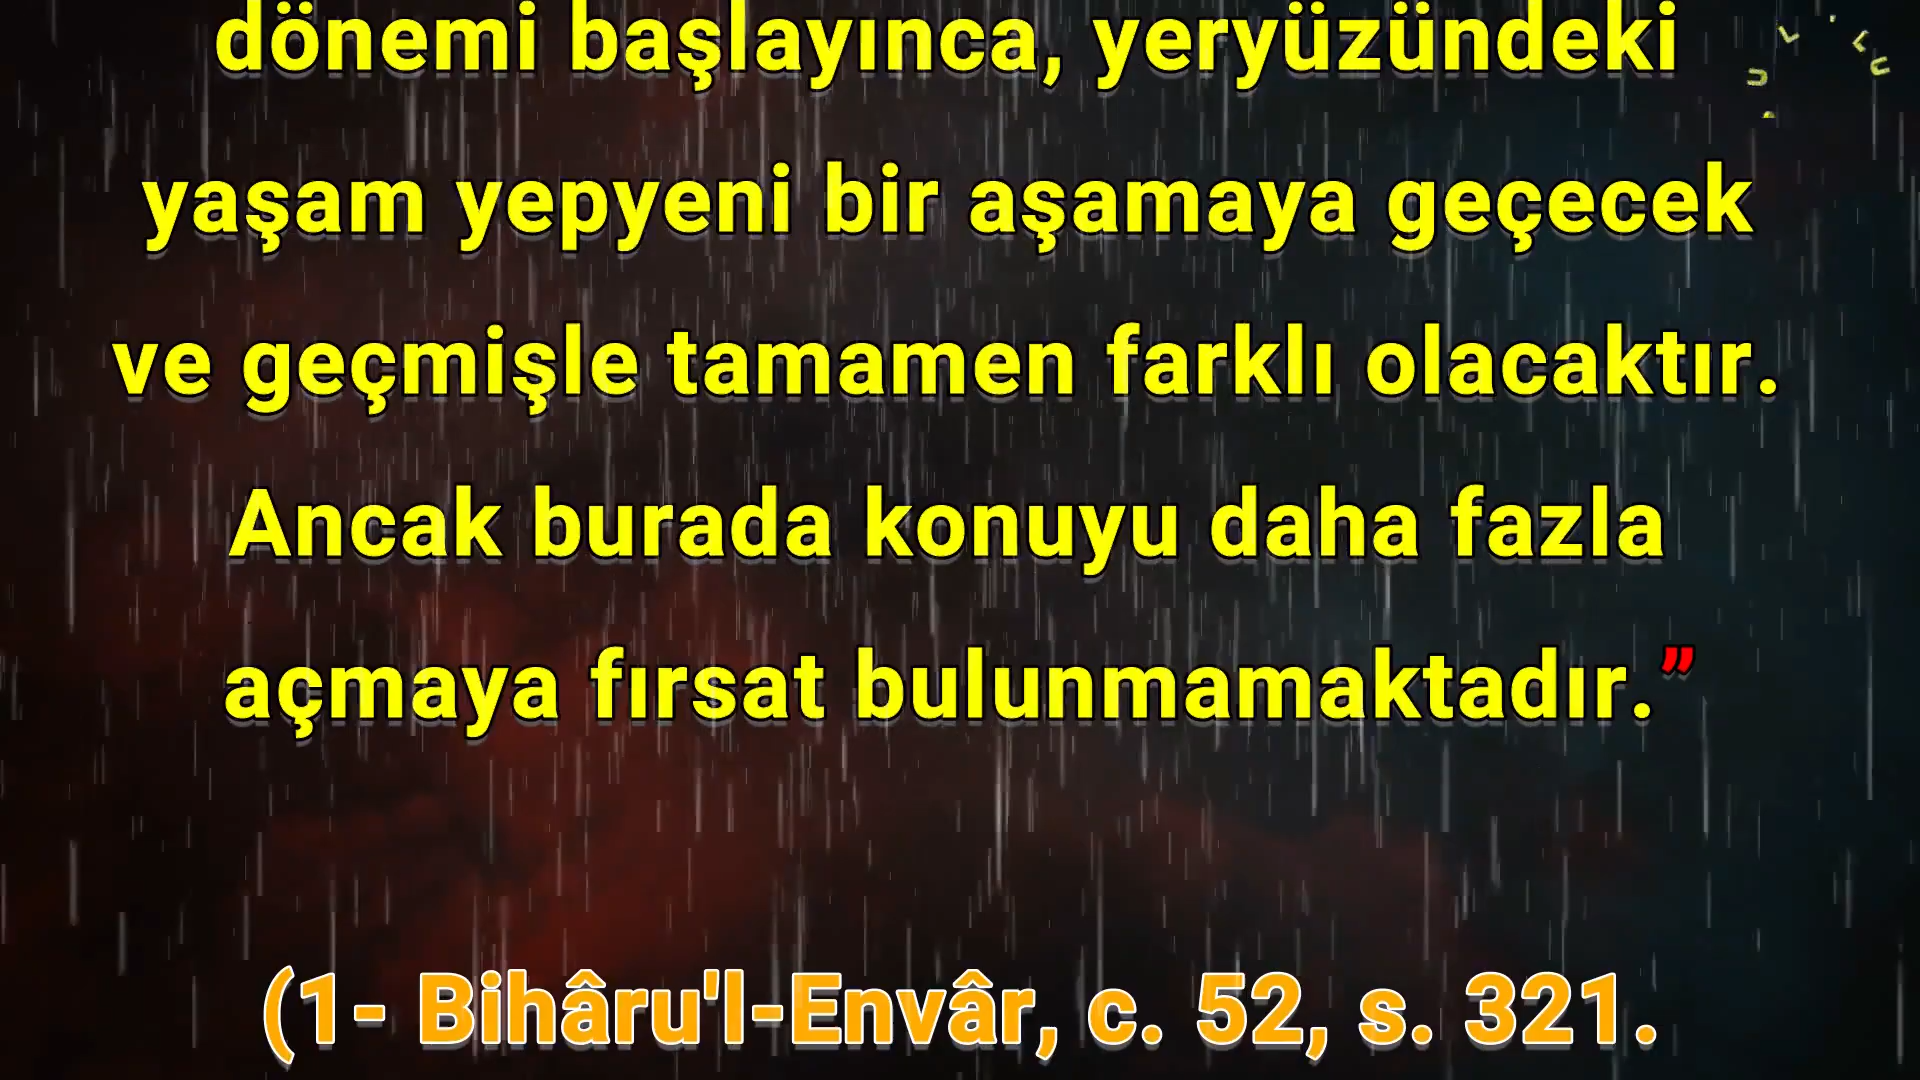 dönemi başlayınca, yeryüzündeki
yaşam yepyeni bir aşamaya geçecek
ve geçmişle tamamen farklı olacaktır.
Ancak burada konuyu daha fazla
açmaya fırsat bulunmamaktadır.”
(1- Bihâru'l-Envâr, c. 52, s. 321.